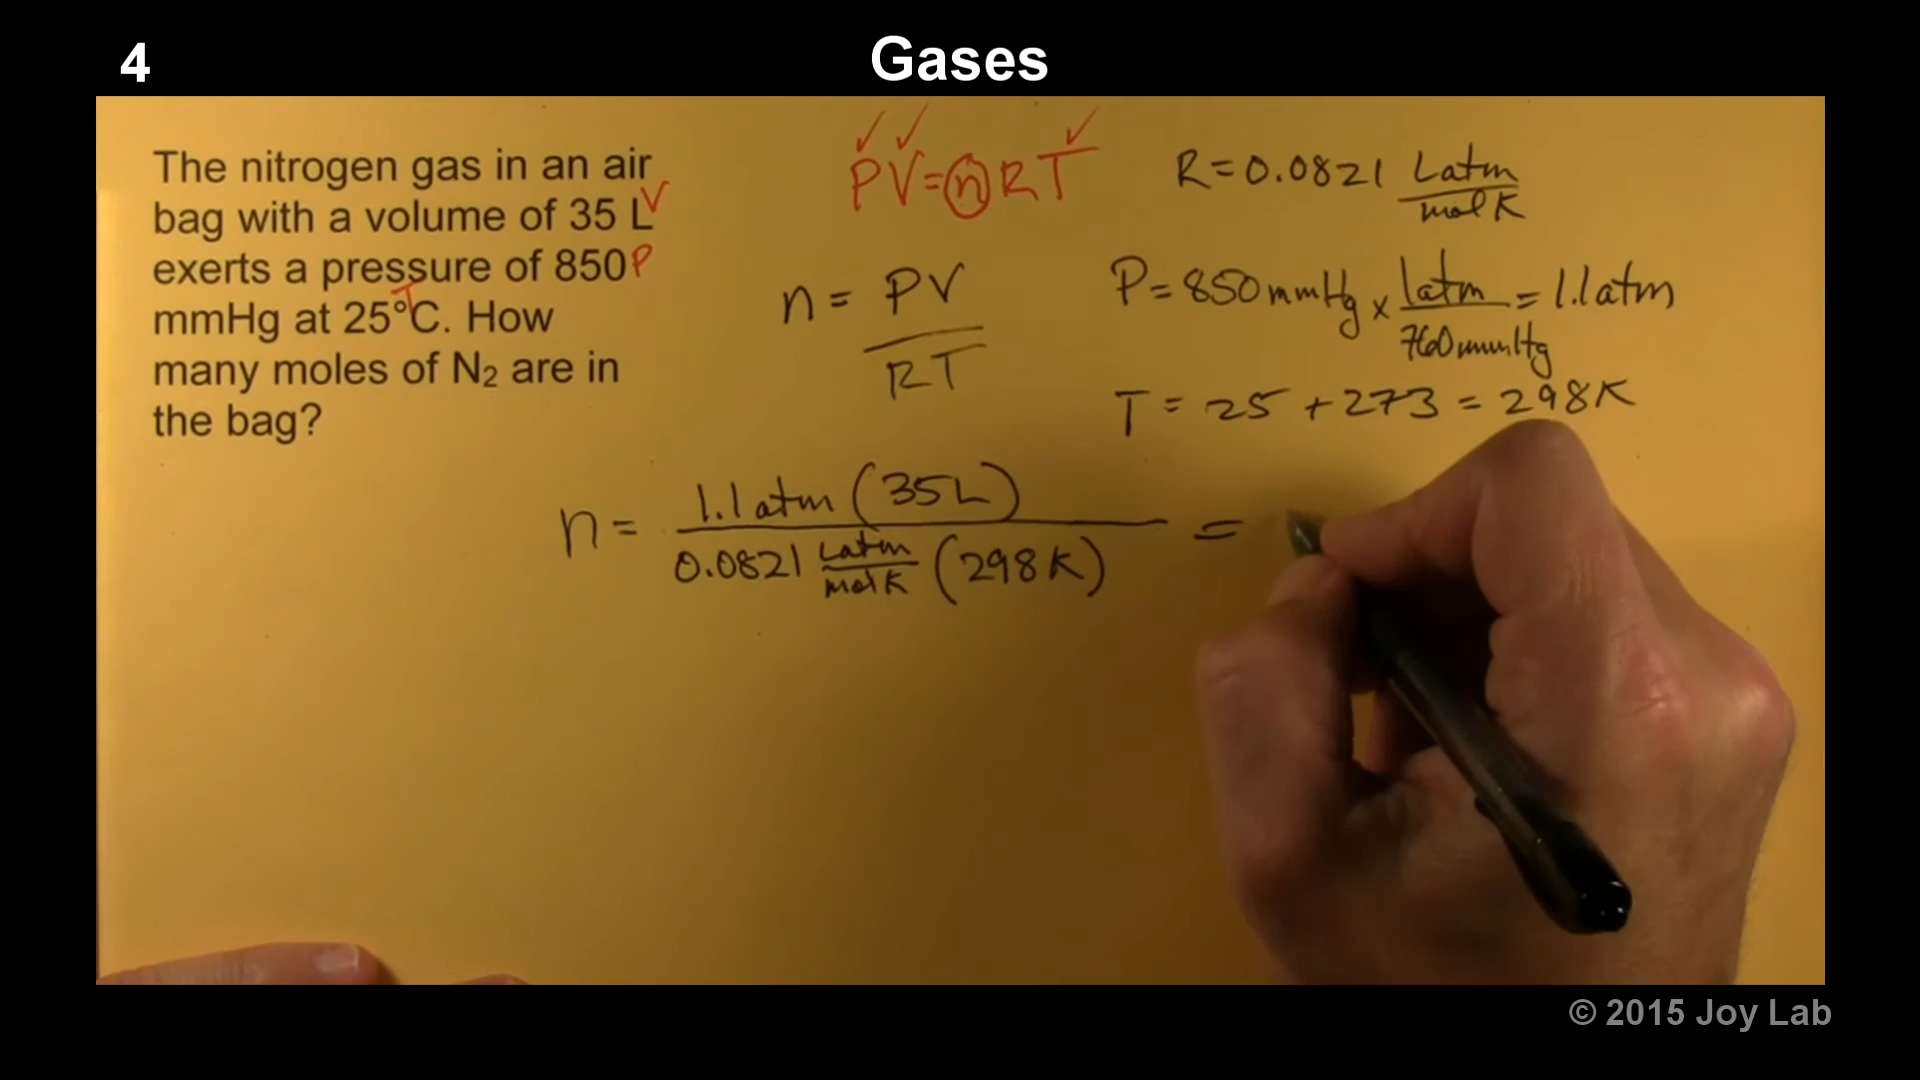 4
Gases
The nitrogen gas in an air
bag with a volume of 35 L V
exerts a pressure of 850 P
T
mmHg at 25°C. How
many moles of N₂ are in
the bag?
✓ ✓ ✓
PV=nRT
R=0.0821 Latm/molK
n = PV/RT
P=850mmHg x 1atm/760mmHg = 1.1atm
T = 25 +273 = 298K
n = 1.1atm (35L) / 0.0821 Latm/molK (298K) =
© 2015 Joy Lab